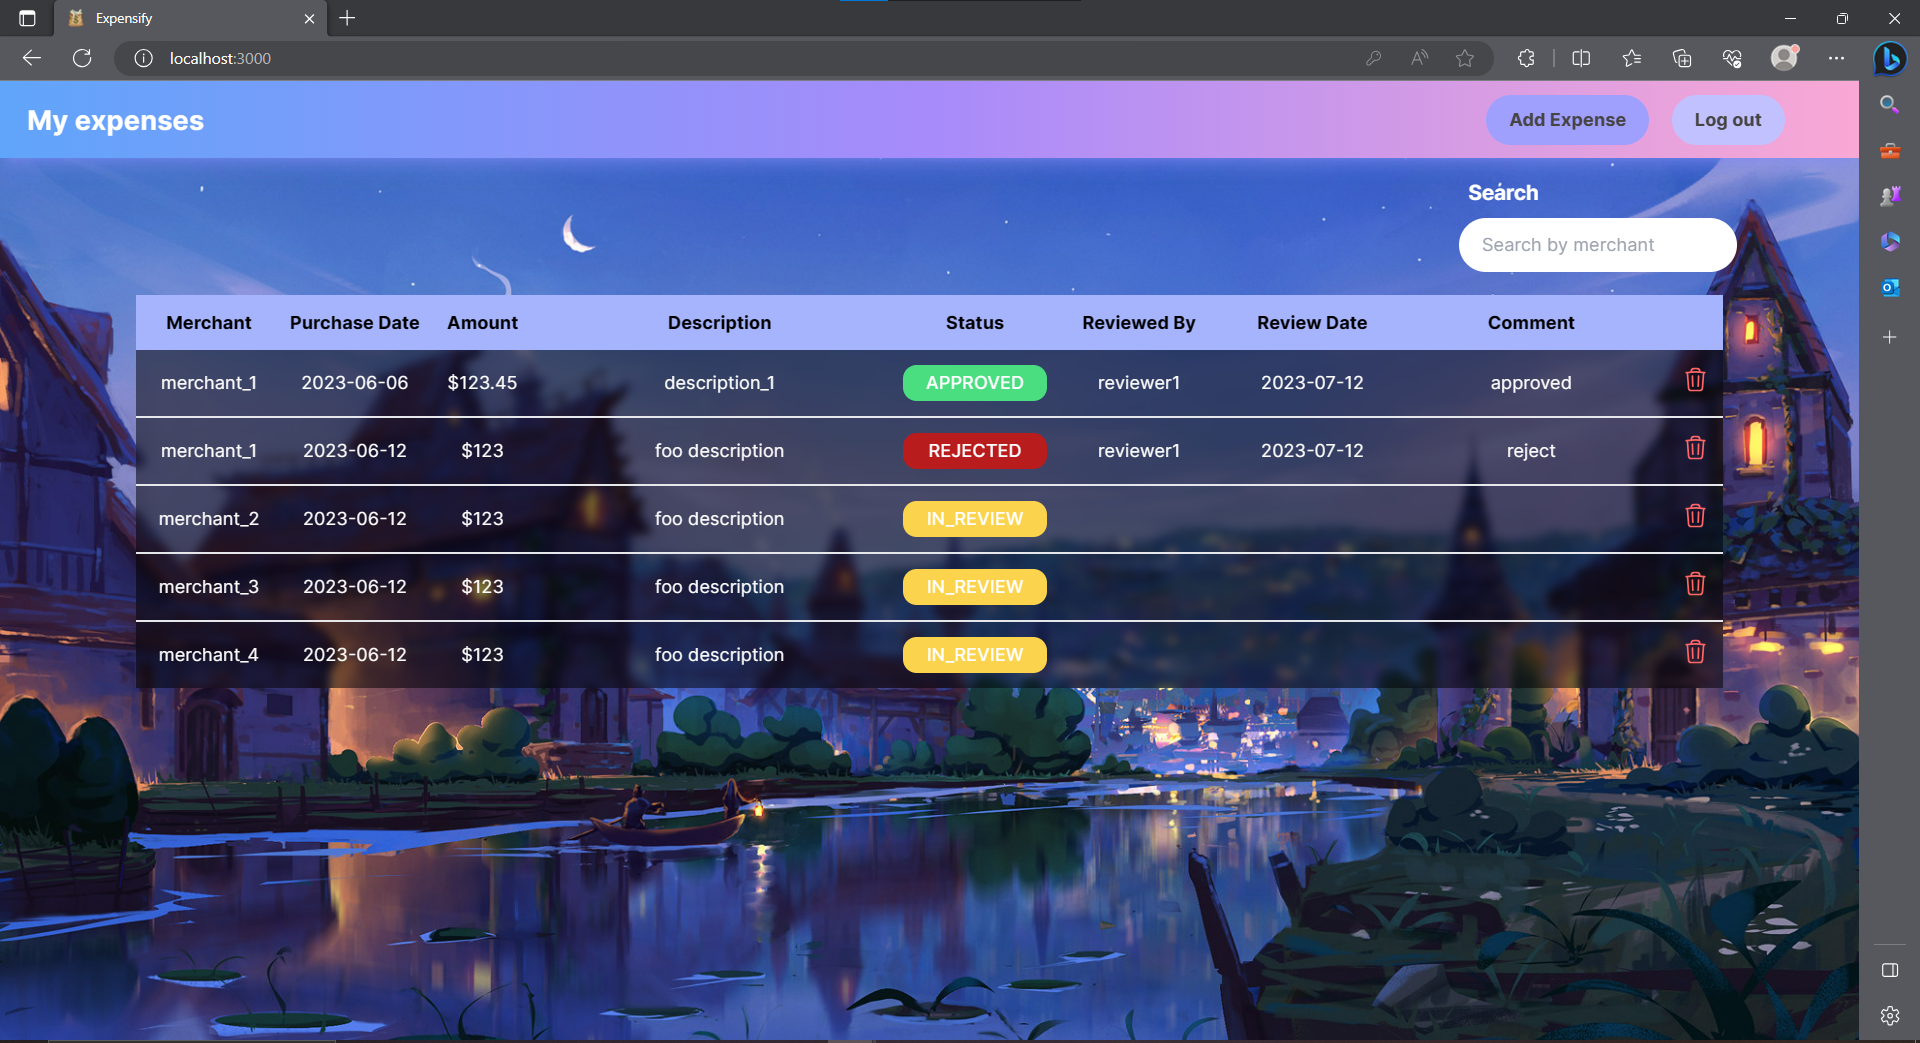 Expensify
localhost:3000
My expenses
Add Expense
Log out
Search
Search by merchant
Merchant Purchase Date Amount Description Status Reviewed By Review Date Comment
merchant_1 2023-06-06 $123.45 description_1 APPROVED reviewer1 2023-07-12 approved
merchant_1 2023-06-12 $123 foo description REJECTED reviewer1 2023-07-12 reject
merchant_2 2023-06-12 $123 foo description IN_REVIEW
merchant_3 2023-06-12 $123 foo description IN_REVIEW
merchant_4 2023-06-12 $123 foo description IN_REVIEW